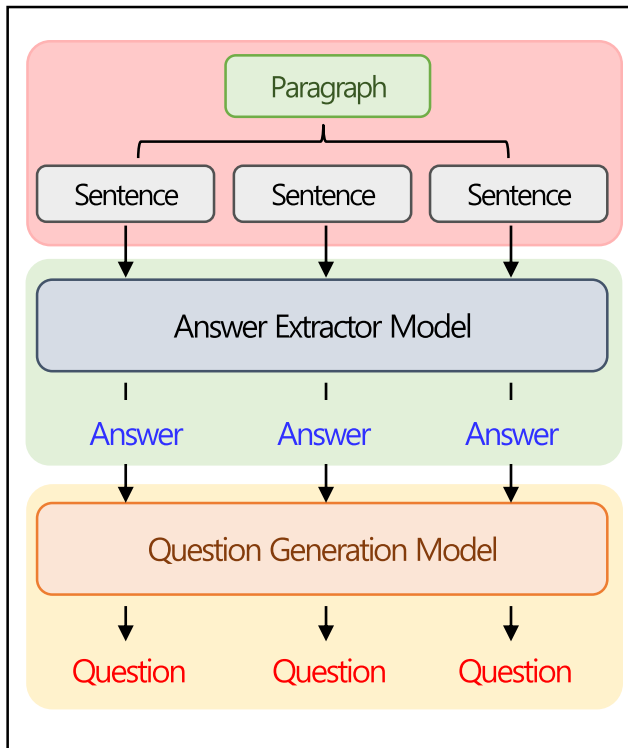 Paragraph
Sentence Sentence Sentence
Answer Extractor Model
Answer Answer Answer
Question Generation Model
Question Question Question